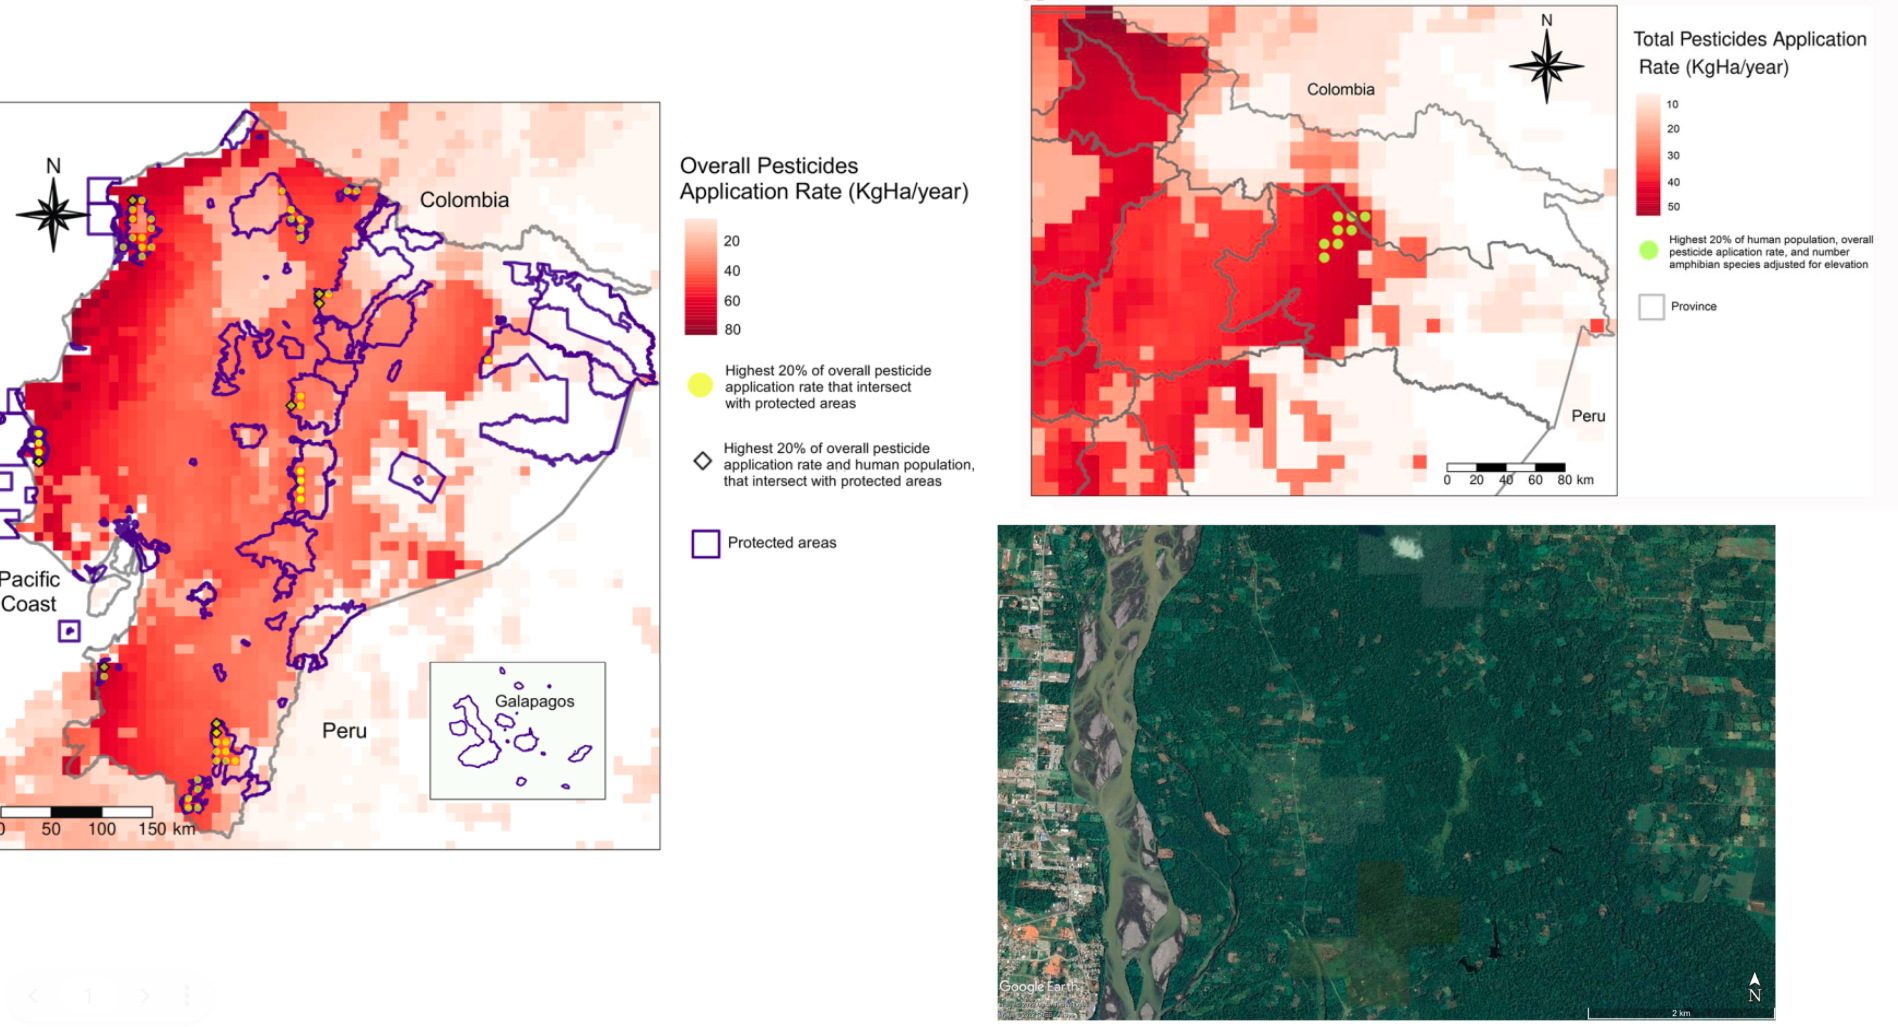 N
Colombia
Pacific
Coast
Peru
Galapagos
0 50 100 150 km
Overall Pesticides
Application Rate (KgHa/year)
20
40
60
80
Highest 20% of overall pesticide
application rate that intersect
with protected areas
Highest 20% of overall pesticide
application rate and human population,
that intersect with protected areas
Protected areas
1
N
Colombia
Peru
0 20 40 60 80 km
Total Pesticides Application
Rate (KgHa/year)
10
20
30
40
50
Highest 20% of human population, overall
pesticide aplication rate, and number
amphibian species adjusted for elevation
Province
Google Earth
N
2 km